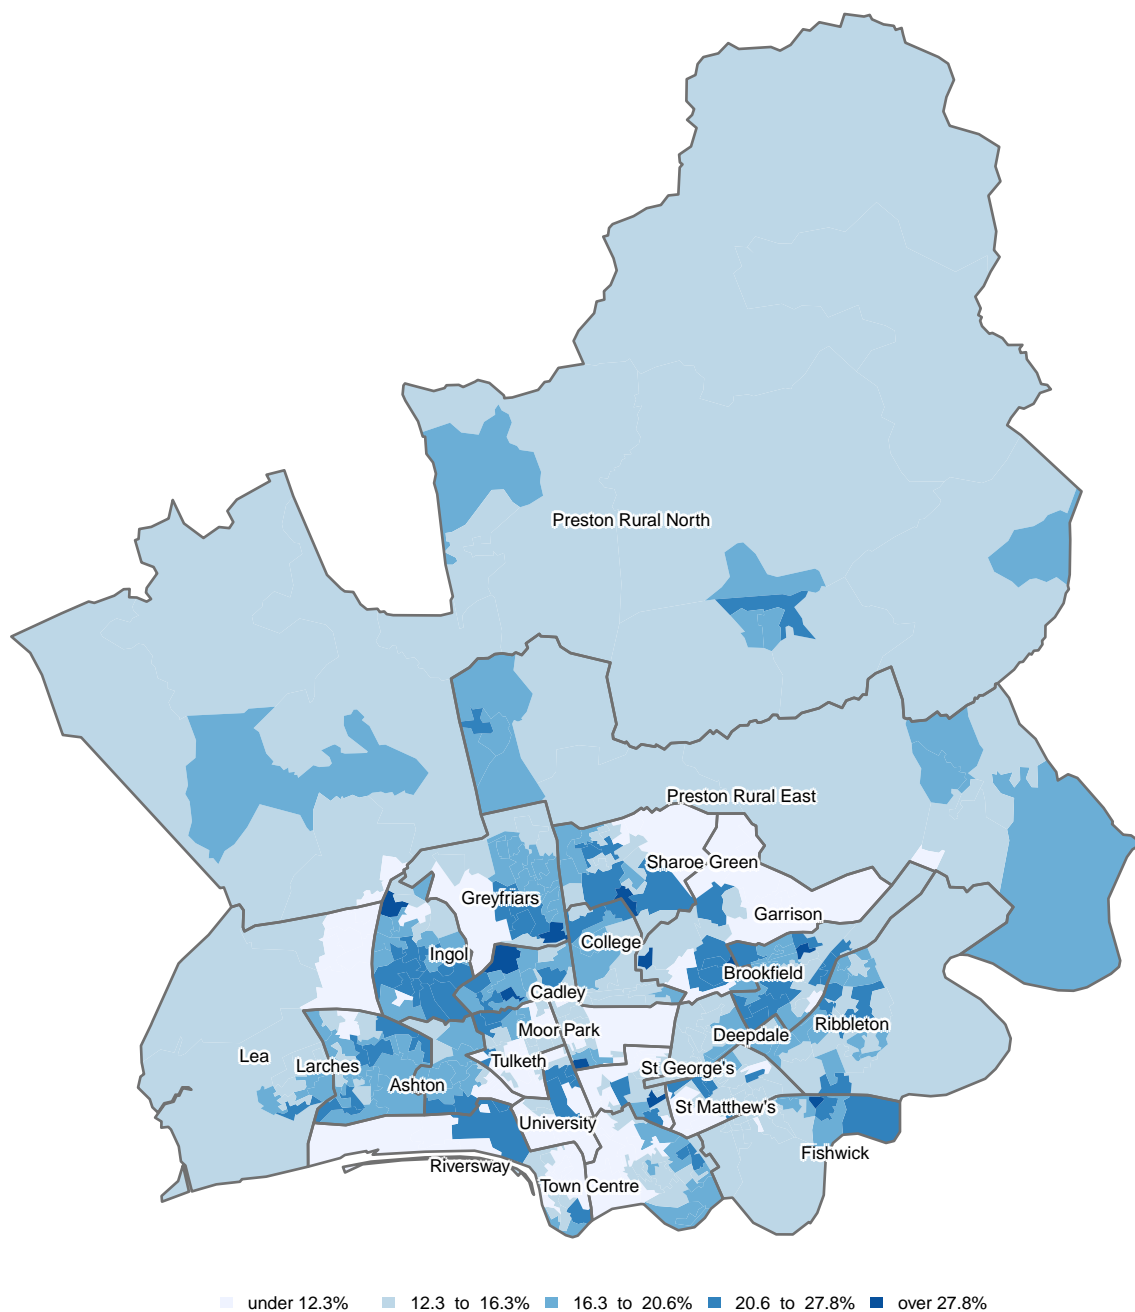 Preston Rural North
Preston Rural East
Sharoe Green
Greyfriars
Garrison
College
Ingol
Brookfield
Cadley
Moor Park
Ribbleton
Deepdale
Lea
Tulketh
Larches
St George's
Ashton
St Matthew's
University
Fishwick
Riversway
Town Centre
under 12.3% 12.3 to 16.3% 16.3 to 20.6% 20.6 to 27.8% over 27.8%